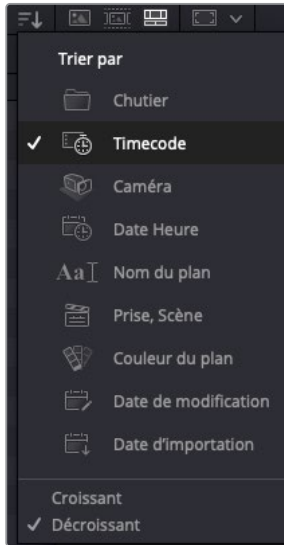 Trier par
Chutier
Timecode
Caméra
Date Heure
Nom du plan
Prise, Scène
Couleur du plan
Date de modification
Date d'importation
Croissant
Décroissant